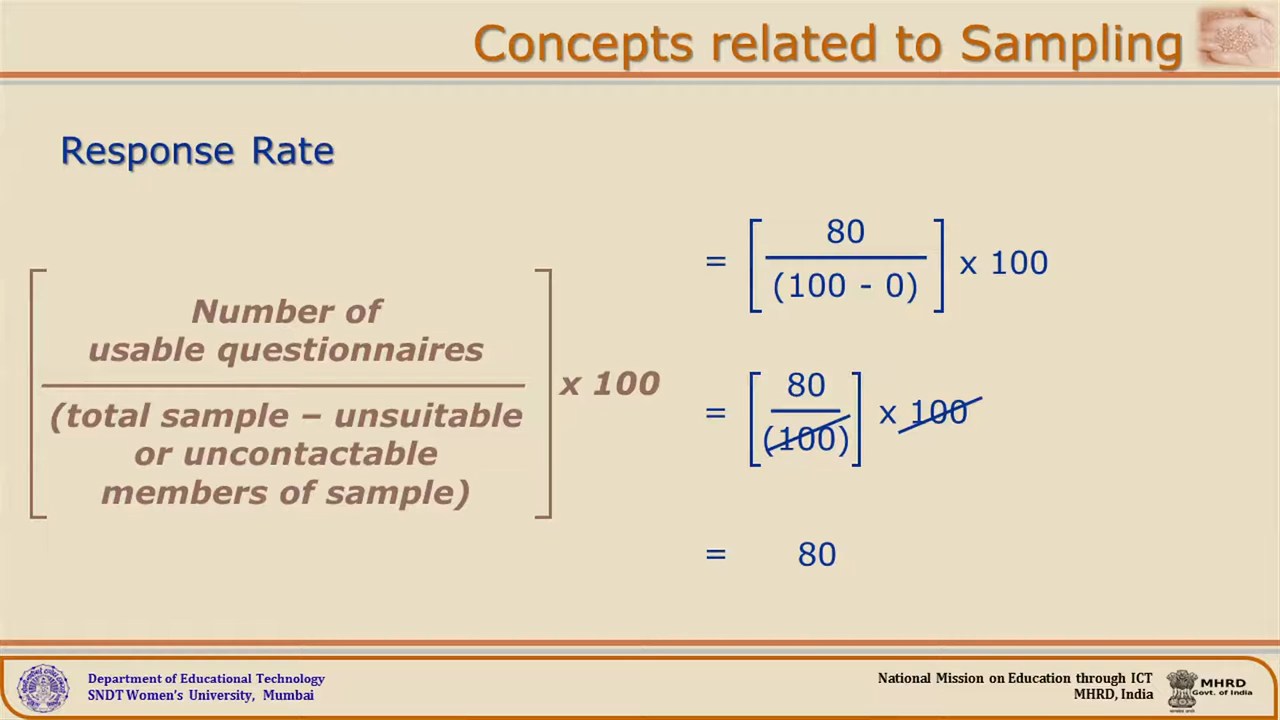 Concepts related to Sampling
Response Rate
Number of
usable questionnaires
(total sample – unsuitable
or uncontactable
members of sample)
x 100
= [ 80
(100 - 0) ] x 100
= [ 80
(100) ] x 100
= 80
Department of Educational Technology
SNDT Women's University, Mumbai
National Mission on Education through ICT
MHRD, India
MHRD
Govt. of India